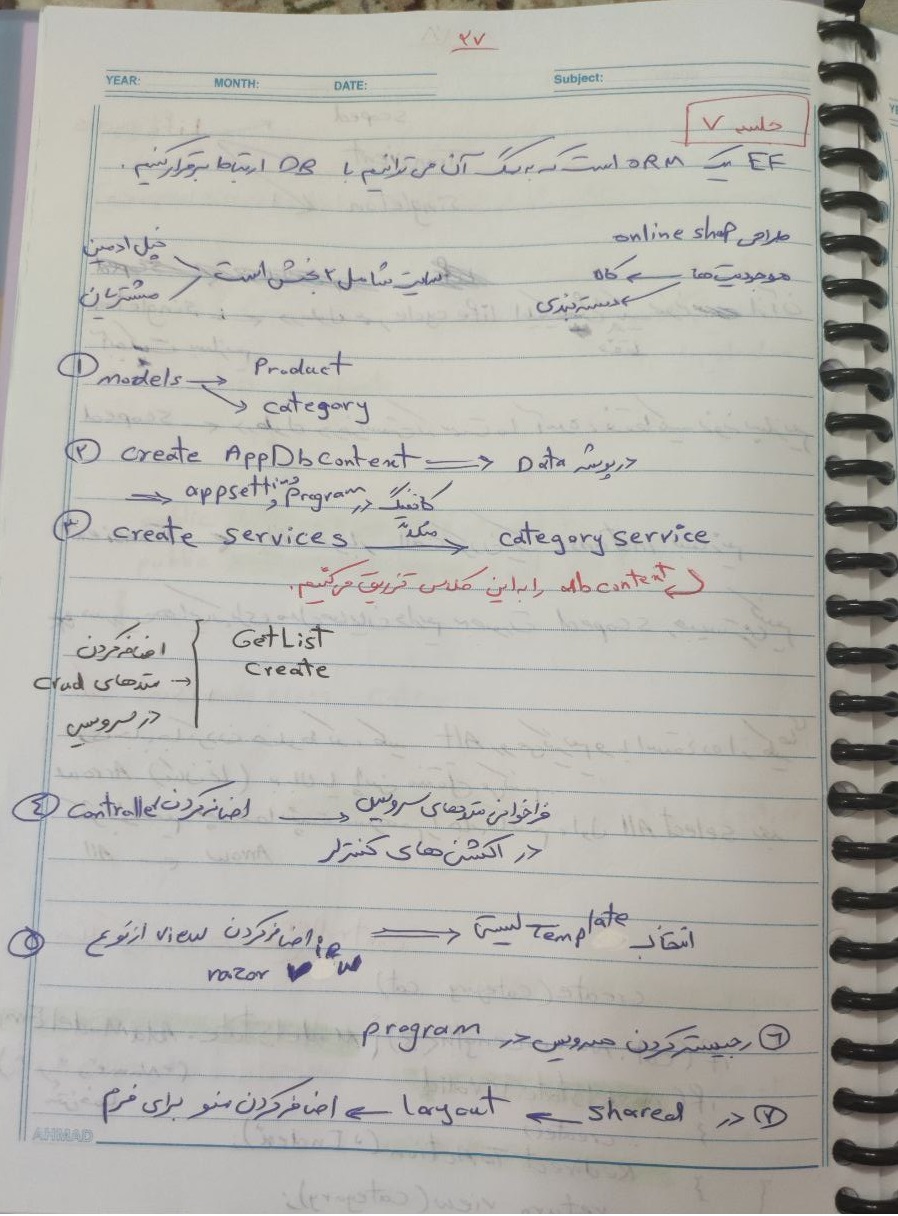 ۲۷
YEAR: MONTH: DATE: Subject:
جلسه ۷
EF یک ORM است که به کمک آن می توانیم با DB ارتباط برقرار کنیم.
طراحی online shop
موجودیت‌ها → کالا
→ دسته بندی
سایت شامل ۲ بخش است
پنل ادمین
مشتریان
① models → Product
→ category
② create AppDbContext ⇒ Data در پوشه
⇒ appsetting و Program در کانفیگ
③ create services → مثلاً category service
dbcontext را به این کلاس تزریق می کنیم.
GetList
Create
اضافه کردن
متدهای crud →
در سرویس
④ اضافه کردن controller → فراخوانی متدهای سرویس
در اکشن های کنترلر
⑤ اضافه کردن view از نوع ⇒ انتخاب Template لیستی
razor view
⑥ رجیستر کردن سرویس در program
⑦ در shared ← layout ← اضافه کردن منو برای فرم
AHMAD